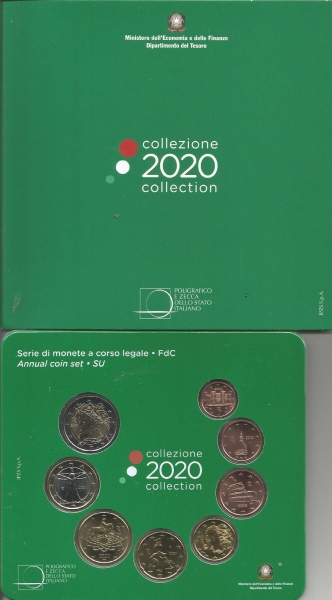 Ministero dell'Economia e delle Finanze
Dipartimento del Tesoro
collezione
2020
collection
POLIGRAFICO
E ZECCA
DELLO STATO
ITALIANO
IPZS S.p.A.
Serie di monete a corso legale • FdC
Annual coin set • SU
IPZS S.p.A.
collezione
2020
collection
POLIGRAFICO
E ZECCA
DELLO STATO
ITALIANO
Ministero dell'Economia e delle Finanze
Dipartimento del Tesoro